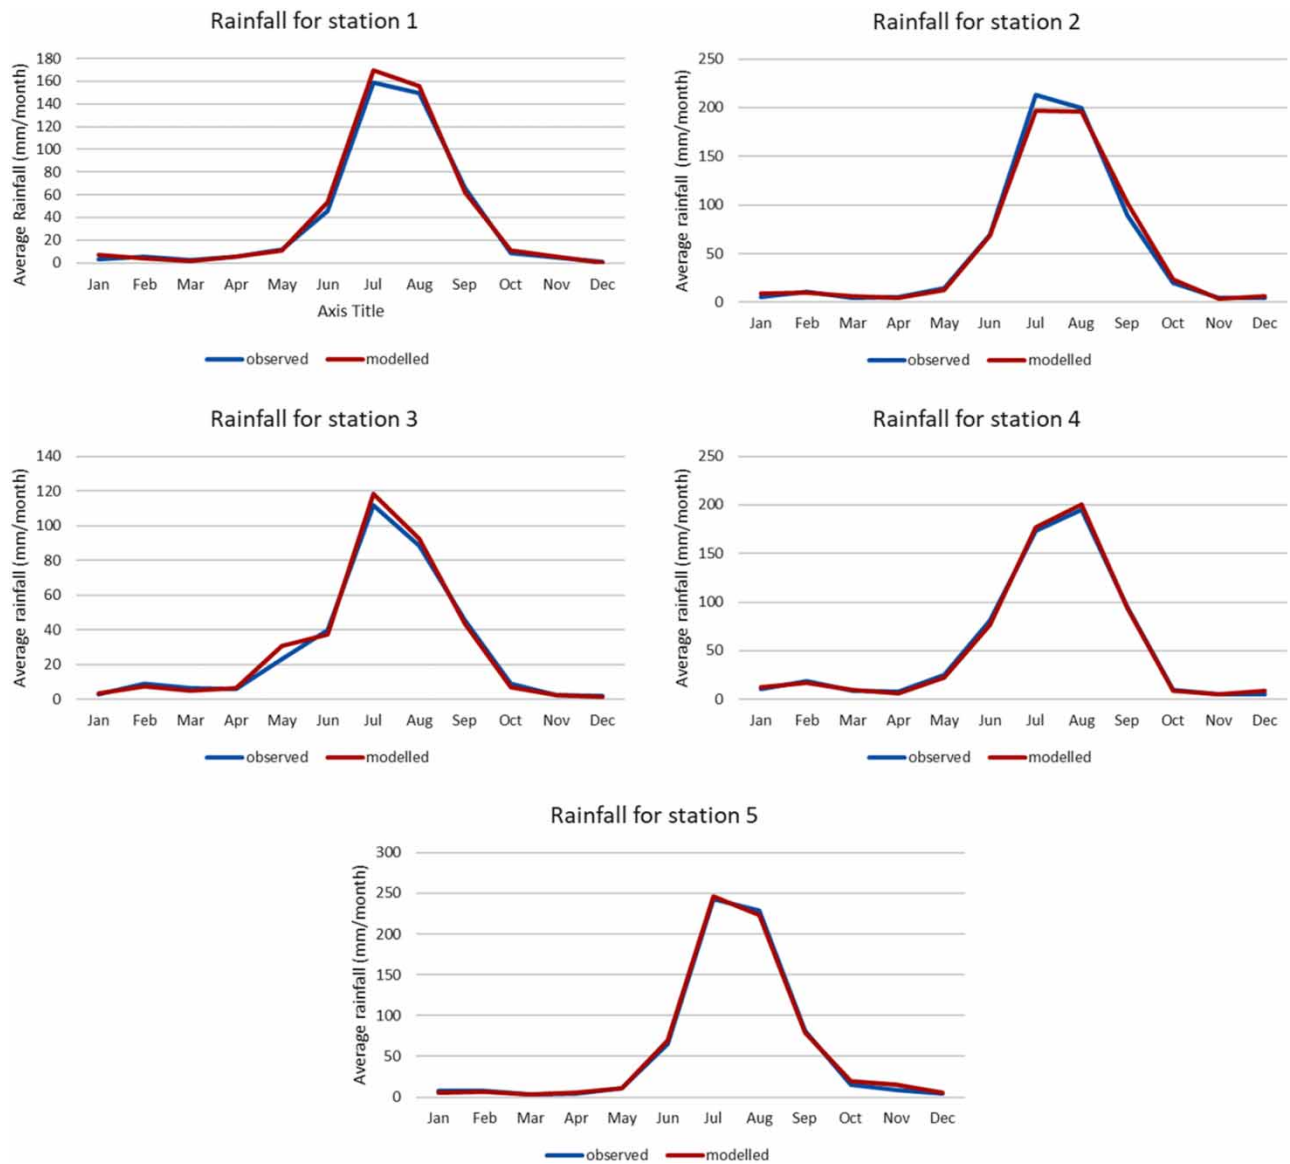 Rainfall for station 1
Average Rainfall (mm/month)
180
160
140
120
100
80
60
40
20
0
Jan Feb Mar Apr May Jun Jul Aug Sep Oct Nov Dec
Axis Title
observed modelled
Rainfall for station 2
Average rainfall (mm/month)
250
200
150
100
50
0
Jan Feb Mar Apr May Jun Jul Aug Sep Oct Nov Dec
observed modelled
Rainfall for station 3
Average rainfall (mm/month)
140
120
100
80
60
40
20
0
Jan Feb Mar Apr May Jun Jul Aug Sep Oct Nov Dec
observed modelled
Rainfall for station 4
Average rainfall (mm/month)
250
200
150
100
50
0
Jan Feb Mar Apr May Jun Jul Aug Sep Oct Nov Dec
observed modelled
Rainfall for station 5
Average rainfall (mm/month)
300
250
200
150
100
50
0
Jan Feb Mar Apr May Jun Jul Aug Sep Oct Nov Dec
observed modelled